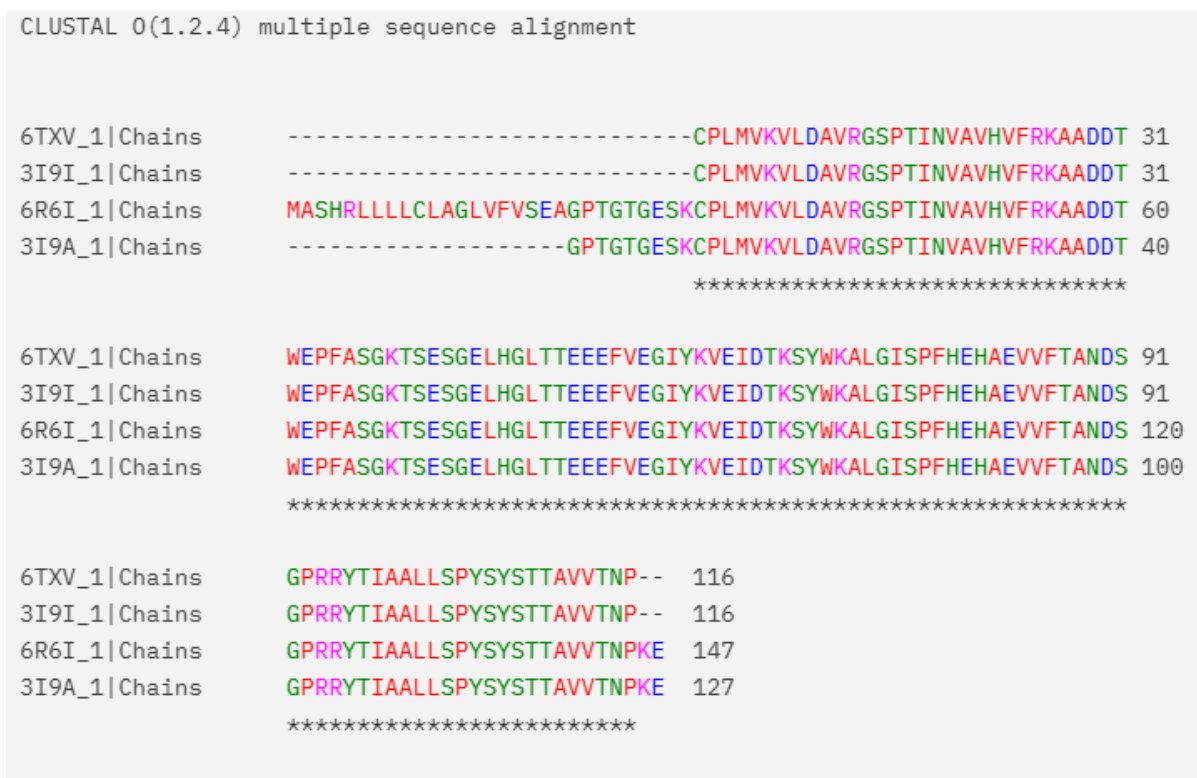 CLUSTAL O(1.2.4) multiple sequence alignment
6TXV_1|Chains -----------------------------CPLMVKVLDAVRGSPTINVAVHVFRKAADDT 31
3I9I_1|Chains -----------------------------CPLMVKVLDAVRGSPTINVAVHVFRKAADDT 31
6R6I_1|Chains MASHRLLLLCLAGLVFVSEAGPTGTGESKCPLMVKVLDAVRGSPTINVAVHVFRKAADDT 60
3I9A_1|Chains --------------------GPTGTGESKCPLMVKVLDAVRGSPTINVAVHVFRKAADDT 40
*******************************
6TXV_1|Chains WEPFASGKTSESGELHGLTTEEEFVEGIYKVEIDTKSYWKALGISPFHEHAEVVFTANDS 91
3I9I_1|Chains WEPFASGKTSESGELHGLTTEEEFVEGIYKVEIDTKSYWKALGISPFHEHAEVVFTANDS 91
6R6I_1|Chains WEPFASGKTSESGELHGLTTEEEFVEGIYKVEIDTKSYWKALGISPFHEHAEVVFTANDS 120
3I9A_1|Chains WEPFASGKTSESGELHGLTTEEEFVEGIYKVEIDTKSYWKALGISPFHEHAEVVFTANDS 100
************************************************************
6TXV_1|Chains GPRRYTIAALLSPYSYSTTAVVTNP-- 116
3I9I_1|Chains GPRRYTIAALLSPYSYSTTAVVTNP-- 116
6R6I_1|Chains GPRRYTIAALLSPYSYSTTAVVTNPKE 147
3I9A_1|Chains GPRRYTIAALLSPYSYSTTAVVTNPKE 127
*************************